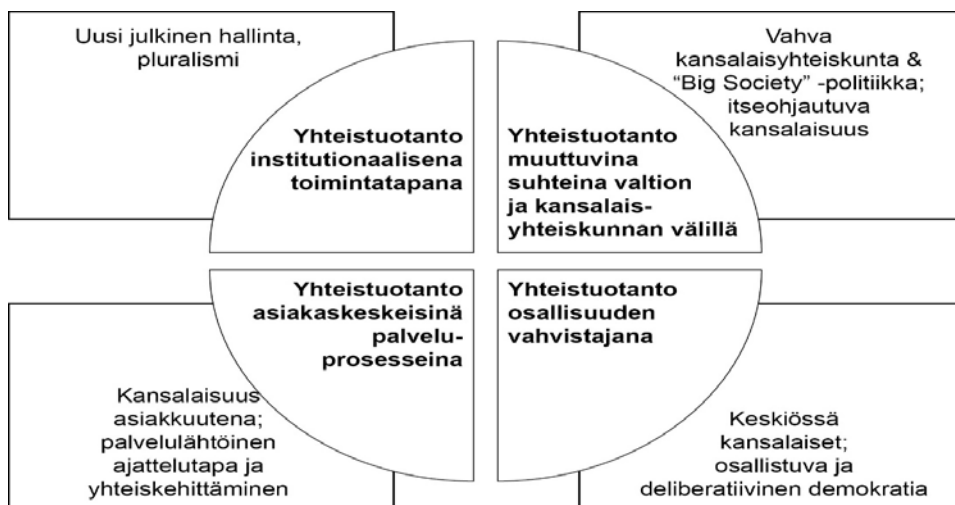 Uusi julkinen hallinta,
pluralismi
Yhteistuotanto
institutionaalisena
toimintatapana
Vahva
kansalaisyhteiskunta &
“Big Society” -politiikka;
itseohjautuva
kansalaisuus
Yhteistuotanto
muuttuvina
suhteina valtion
ja kansalais-
yhteiskunnan välillä
Yhteistuotanto
asiakaskeskeisinä
palvelu-
prosesseina
Kansalaisuus
asiakkuutena;
palvelulähtöinen
ajattelutapa ja
yhteiskehittäminen
Yhteistuotanto
osallisuuden
vahvistajana
Keskiössä
kansalaiset;
osallistuva ja
deliberatiivinen demokratia